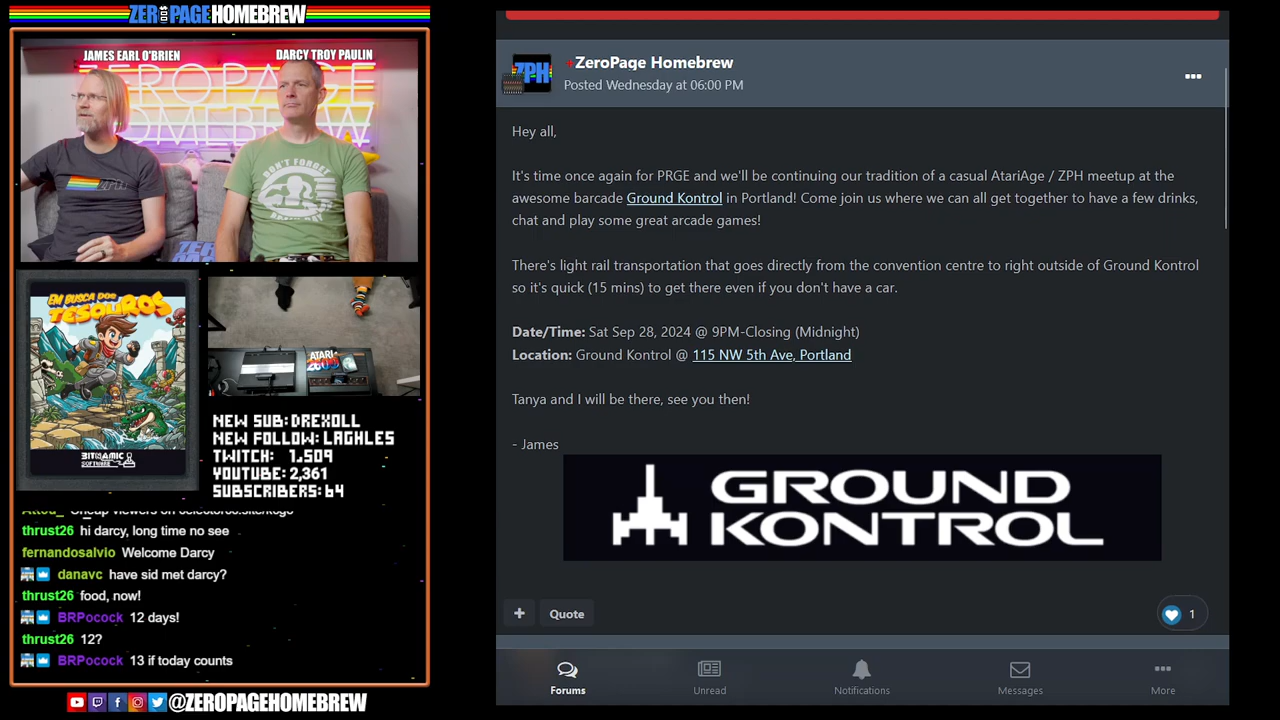 ZEROPAGEHOMEBREW
JAMES EARL O'BRIEN
DARCY TROY PAULIN
ZEROPAGE
HOMEBREW
ZPH
DON'T FORGET
EM BUSCA DOS
TESOUROS
BITNAMIC
SOFTWARE
ATARI
2600
NEW SUB: DREXOLL
NEW FOLLOW: LAGHLES
TWITCH: 1,509
YOUTUBE: 2,361
SUBSCRIBERS: 64
thrust26 hi darcy, long time no see
fernandosalvio Welcome Darcy
danavc have sid met darcy?
thrust26 food, now!
BRPocock 12 days!
thrust26 12?
BRPocock 13 if today counts
@ZEROPAGEHOMEBREW
ZPH
+ZeroPage Homebrew
Posted Wednesday at 06:00 PM
Hey all,
It's time once again for PRGE and we'll be continuing our tradition of a casual AtariAge / ZPH meetup at the
awesome barcade Ground Kontrol in Portland! Come join us where we can all get together to have a few drinks,
chat and play some great arcade games!
There's light rail transportation that goes directly from the convention centre to right outside of Ground Kontrol
so it's quick (15 mins) to get there even if you don't have a car.
Date/Time: Sat Sep 28, 2024 @ 9PM-Closing (Midnight)
Location: Ground Kontrol @ 115 NW 5th Ave, Portland
Tanya and I will be there, see you then!
- James
GROUND
KONTROL
+ Quote
1
Forums
Unread
Notifications
Messages
More